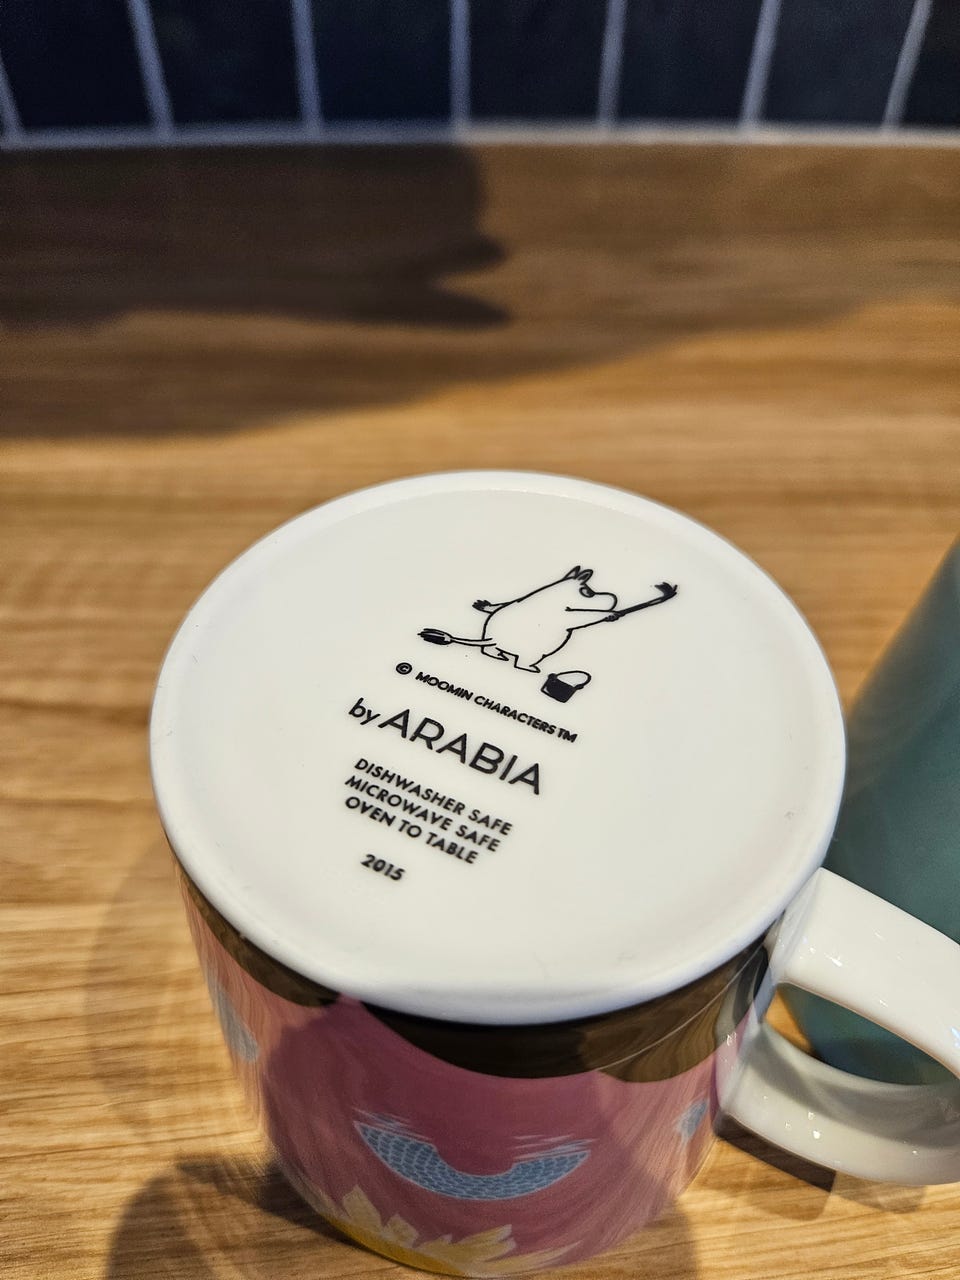 © MOOMIN CHARACTERS™
by ARABIA
DISHWASHER SAFE
MICROWAVE SAFE
OVEN TO TABLE
2015